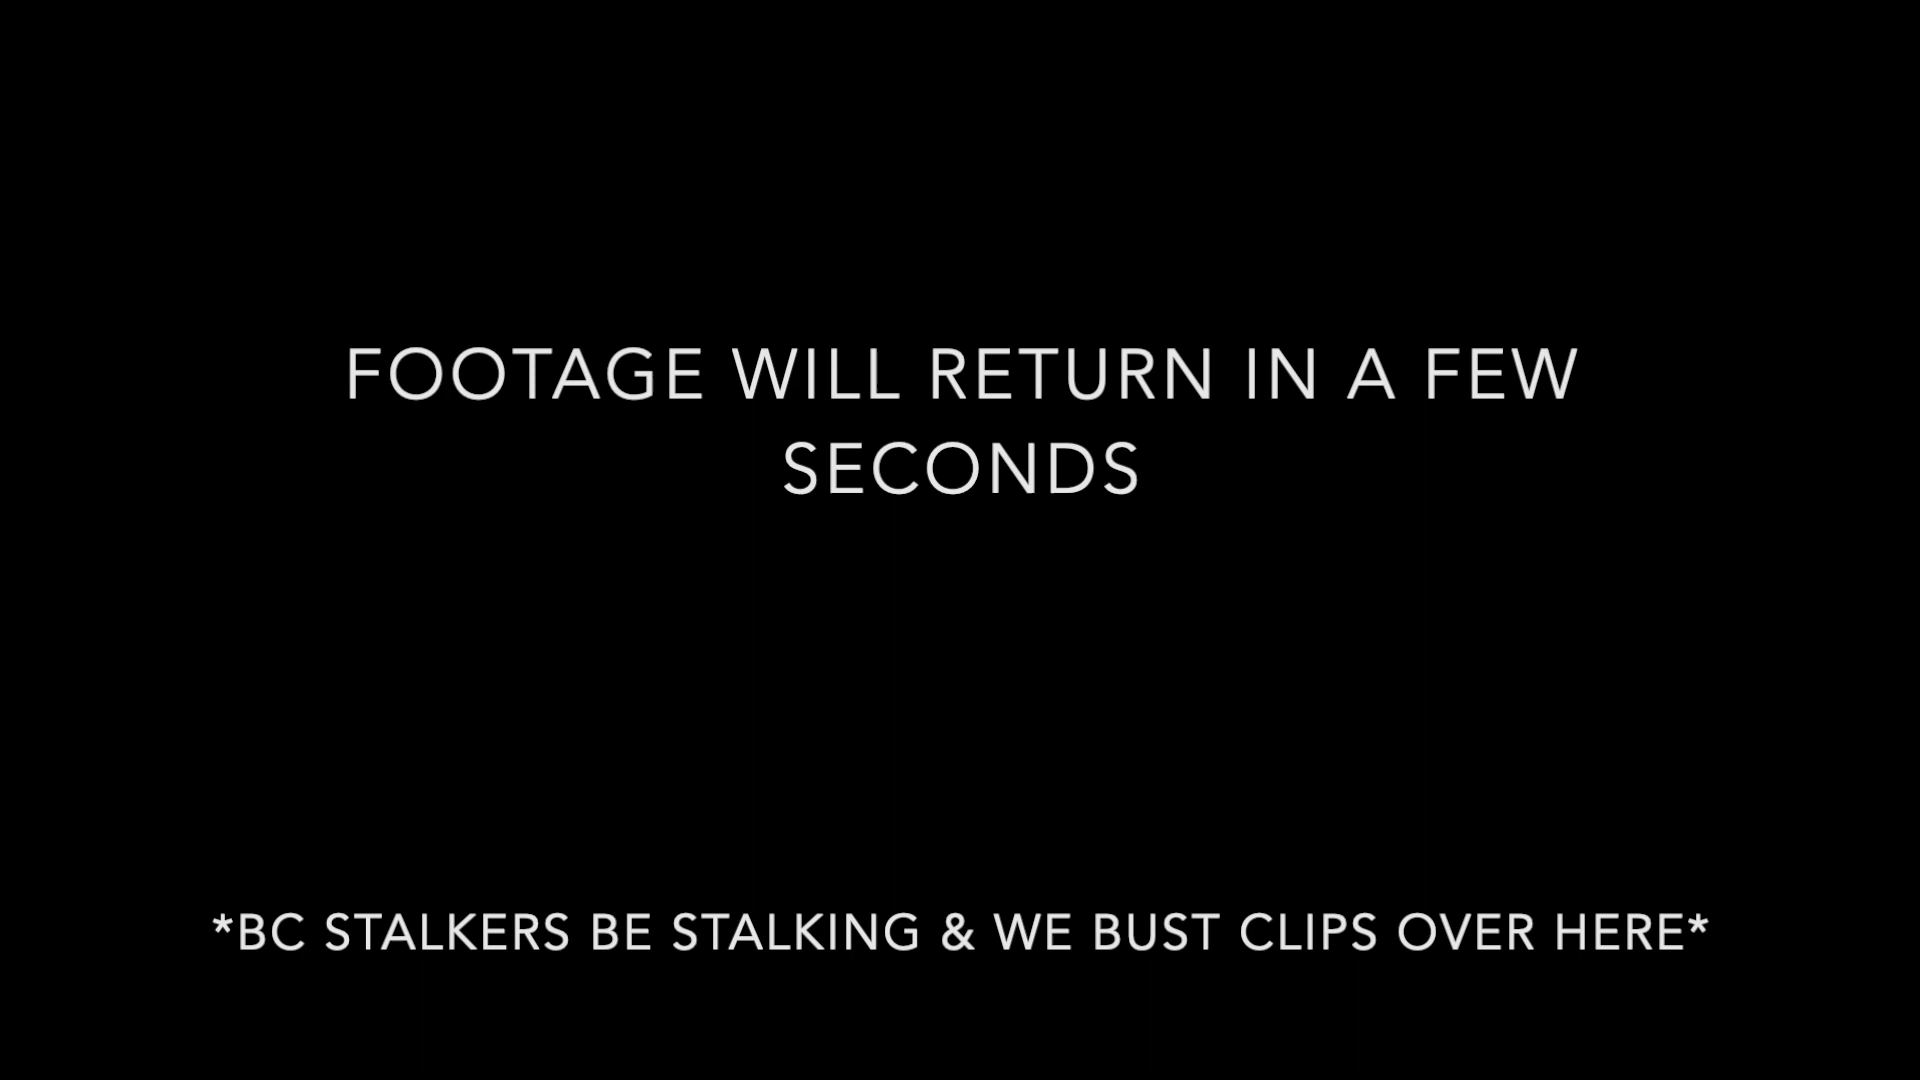 FOOTAGE WILL RETURN IN A FEW
SECONDS
*BC STALKERS BE STALKING & WE BUST CLIPS OVER HERE*